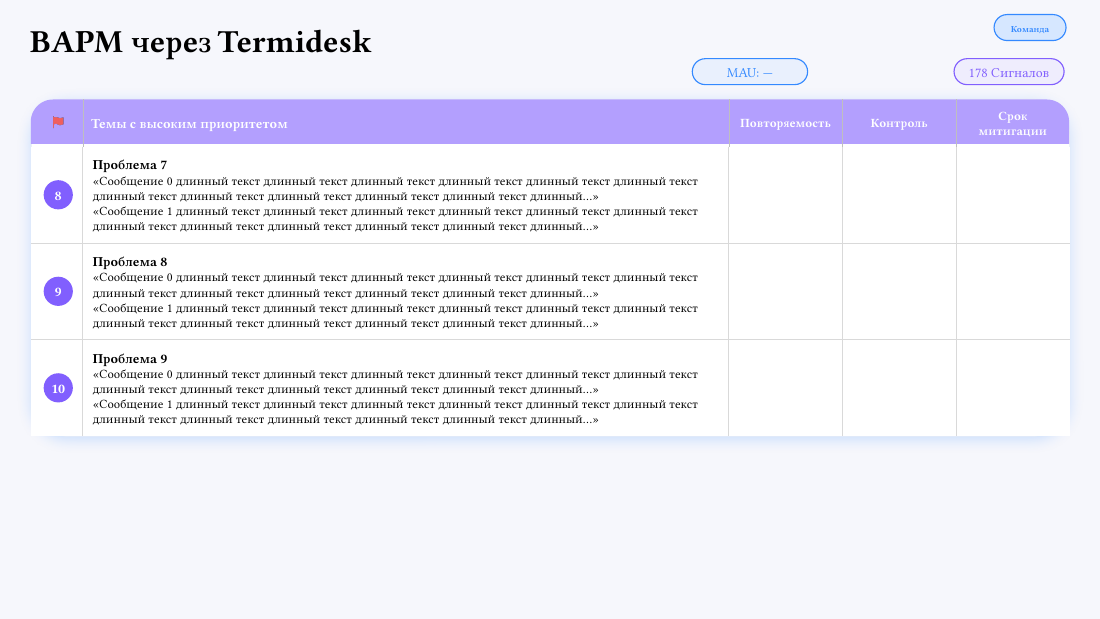 ВАРМ через Termidesk
Команда
MAU: —
178 Сигналов
Темы с высоким приоритетом
Повторяемость
Контроль
Срок
митигации
8
Проблема 7
«Сообщение 0 длинный текст длинный текст длинный текст длинный текст длинный текст длинный текст
длинный текст длинный текст длинный текст длинный текст длинный текст длинный...»
«Сообщение 1 длинный текст длинный текст длинный текст длинный текст длинный текст длинный текст
длинный текст длинный текст длинный текст длинный текст длинный текст длинный...»
9
Проблема 8
«Сообщение 0 длинный текст длинный текст длинный текст длинный текст длинный текст длинный текст
длинный текст длинный текст длинный текст длинный текст длинный текст длинный...»
«Сообщение 1 длинный текст длинный текст длинный текст длинный текст длинный текст длинный текст
длинный текст длинный текст длинный текст длинный текст длинный текст длинный...»
10
Проблема 9
«Сообщение 0 длинный текст длинный текст длинный текст длинный текст длинный текст длинный текст
длинный текст длинный текст длинный текст длинный текст длинный текст длинный...»
«Сообщение 1 длинный текст длинный текст длинный текст длинный текст длинный текст длинный текст
длинный текст длинный текст длинный текст длинный текст длинный текст длинный...»